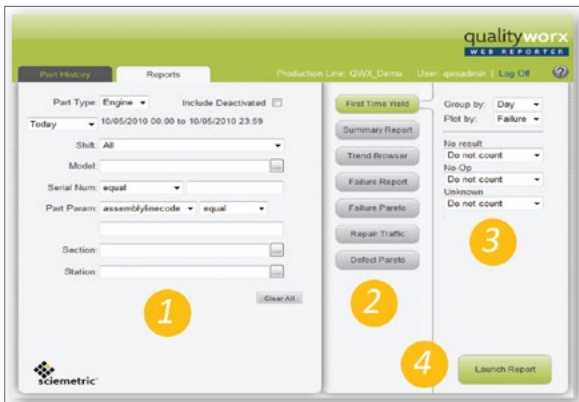 qualityworx
WEB REPORTER
Part History
Reports
Production Line: QWX_Demo User: qwxadmin | Log Off ?
Part Type: Engine Include Deactivated
Today 10/05/2010 00:00 to 10/05/2010 23:59
Shift: All
Model: ...
Serial Num: equal
Part Param: assemblylinecode equal
Section: ...
Station: ...
Clear All
1
sciemetric
First Time Yield
Summary Report
Trend Browser
Failure Report
Failure Pareto
Repair Traffic
Defect Pareto
2
Group by: Day
Plot by: Failure
No result
Do not count
No-Op
Do not count
Unknown
Do not count
3
4
Launch Report